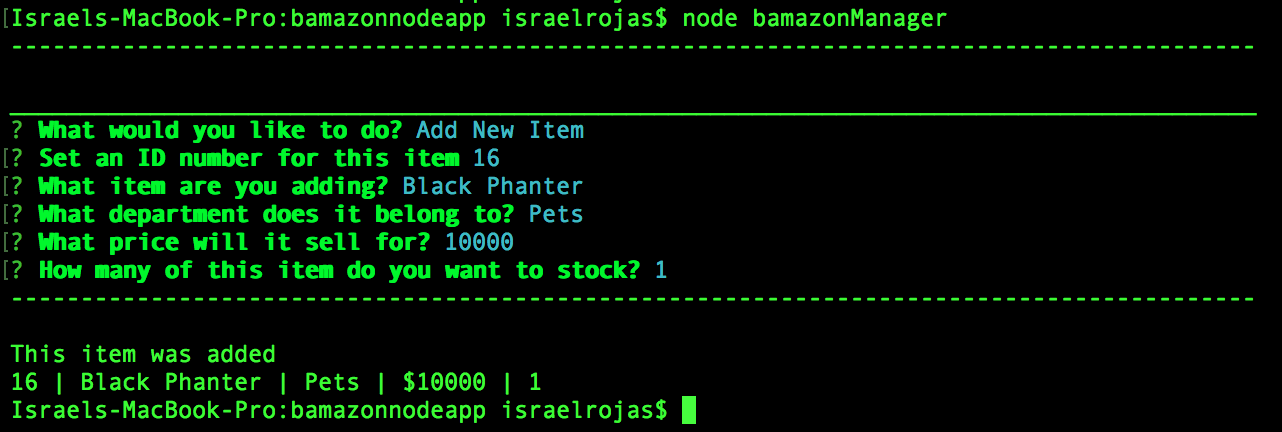 [Israels-MacBook-Pro:bamazonnodeapp israelrojas$ node bamazonManager
----------------------------------------------------------------------------------------
? What would you like to do? Add New Item
[? Set an ID number for this item 16
[? What item are you adding? Black Phanter
[? What department does it belong to? Pets
[? What price will it sell for? 10000
[? How many of this item do you want to stock? 1
----------------------------------------------------------------------------------------
This item was added
16 | Black Phanter | Pets | $10000 | 1
Israels-MacBook-Pro:bamazonnodeapp israelrojas$